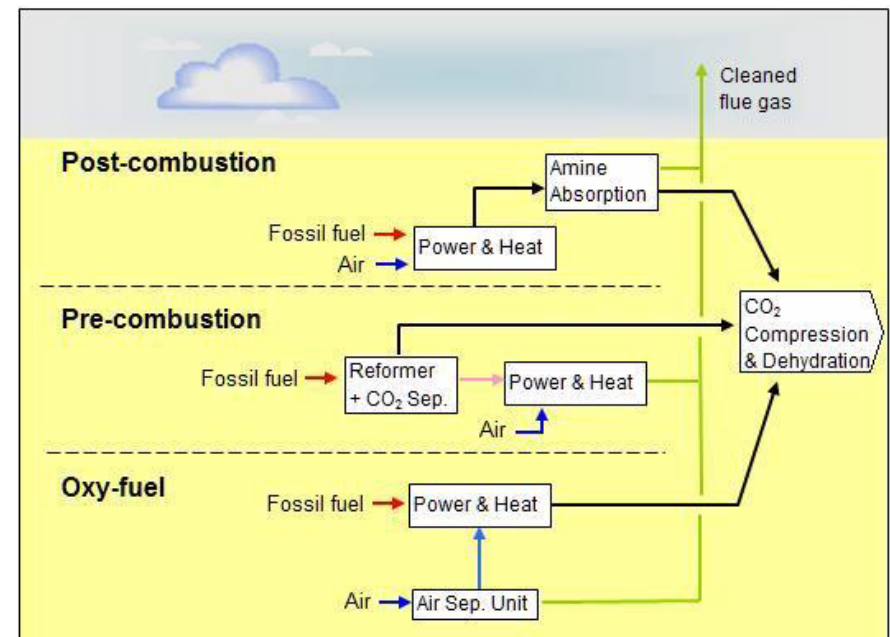 Cleaned
flue gas
Post-combustion
Amine
Absorption
Fossil fuel
Power & Heat
Air
CO₂
Compression
& Dehydration
Pre-combustion
Fossil fuel
Reformer
+ CO₂ Sep.
Power & Heat
Air
Oxy-fuel
Fossil fuel
Power & Heat
Air
Air Sep. Unit